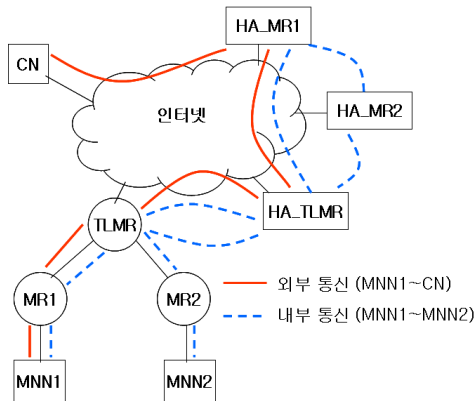 HA_MR1
CN
인터넷
HA_MR2
HA_TLMR
TLMR
MR1
MR2
외부 통신 (MNN1~CN)
내부 통신 (MNN1~MNN2)
MNN1
MNN2